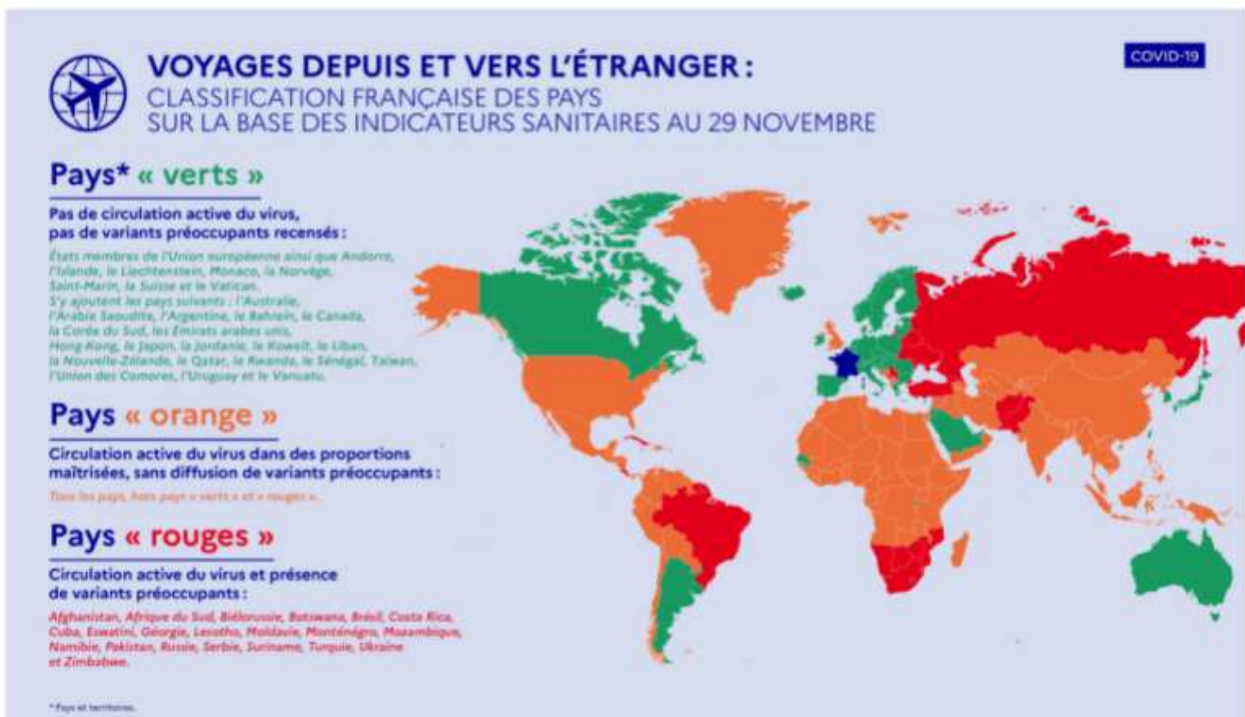 VOYAGES DEPUIS ET VERS L'ÉTRANGER :
CLASSIFICATION FRANÇAISE DES PAYS
SUR LA BASE DES INDICATEURS SANITAIRES AU 29 NOVEMBRE
COVID-19
Pays* « verts »
Pas de circulation active du virus,
pas de variants préoccupants recensés :
États membres de l'Union européenne ainsi que Andorre,
l'Islande, le Liechtenstein, Monaco, la Norvège,
Saint-Marin, la Suisse et le Vatican.
S'y ajoutent les pays suivants : l'Australie,
l'Arabie Saoudite, l'Argentine, le Bahreïn, le Canada,
la Corée du Sud, les Émirats arabes unis,
Hong-Kong, le Japon, la Jordanie, le Koweït, le Liban,
la Nouvelle-Zélande, le Qatar, le Rwanda, le Sénégal, Taïwan,
l'Union des Comores, l'Uruguay et le Vanuatu.
Pays « orange »
Circulation active du virus dans des proportions
maîtrisées, sans diffusion de variants préoccupants :
Tous les pays, hors pays « verts » et « rouges ».
Pays « rouges »
Circulation active du virus et présence
de variants préoccupants :
Afghanistan, Afrique du Sud, Biélorussie, Botswana, Brésil, Costa Rica,
Cuba, Eswatini, Géorgie, Lesotho, Moldavie, Monténégro, Mozambique,
Namibie, Pakistan, Russie, Serbie, Suriname, Turquie, Ukraine
et Zimbabwe.
* Pays et territoires.